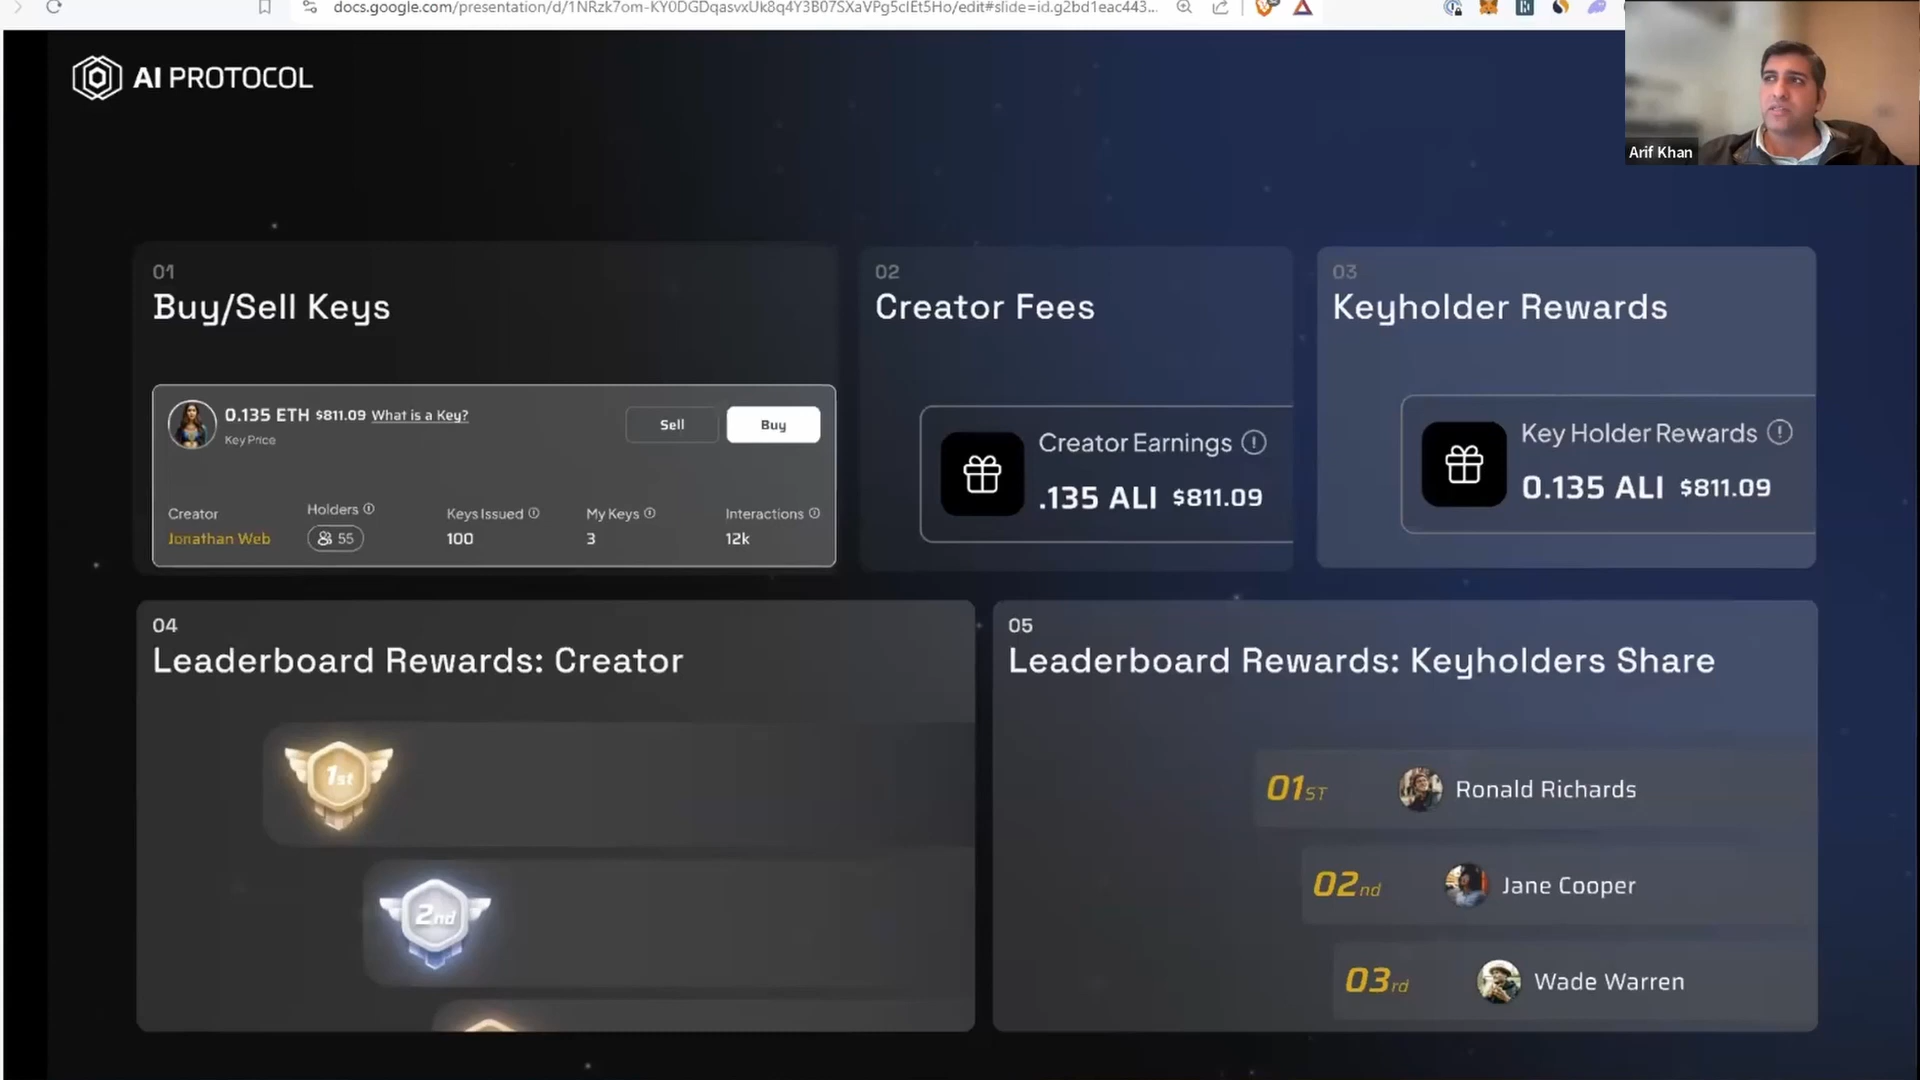 docs.google.com/presentation/d/1NRzk7om-KY0DGDqasvxUk8q4Y3B07SXaVPg5cIEt5Ho/edit#slide=id.g2bd1eac443...
AI PROTOCOL
Arif Khan
01
Buy/Sell Keys
0.135 ETH $811.09 What is a Key?
Key Price
Sell
Buy
Creator
Holders
Keys Issued
My Keys
Interactions
Jonathan Web
55
100
3
12k
02
Creator Fees
Creator Earnings
.135 ALI $811.09
03
Keyholder Rewards
Key Holder Rewards
0.135 ALI $811.09
04
Leaderboard Rewards: Creator
1st
2nd
05
Leaderboard Rewards: Keyholders Share
01ST Ronald Richards
02nd Jane Cooper
03rd Wade Warren